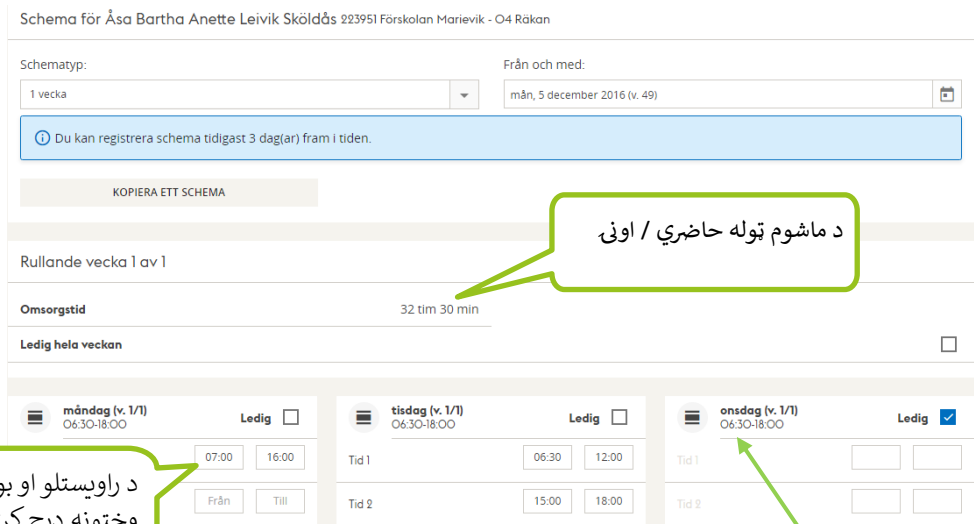 Schema för Åsa Bartha Anette Leivik Sköldås 223951 Förskolan Marievik - O4 Räkan
Schematyp: Från och med:
1 vecka mån, 5 december 2016 (v. 49)
Du kan registrera schema tidigast 3 dag(ar) fram i tiden.
KOPIERA ETT SCHEMA
د ماشوم ټوله حاضري / اونۍ
Rullande vecka 1 av 1
Omsorgstid 32 tim 30 min
Ledig hela veckan
måndag (v. 1/1) Ledig tisdag (v. 1/1) Ledig onsdag (v. 1/1) Ledig
06:30-18:00 06:30-18:00 06:30-18:00
07:00 16:00 Tid 1 06:30 12:00 Tid 1
د راویستلو او
Från Till Tid 2 15:00 18:00 Tid 2
وختونه درج